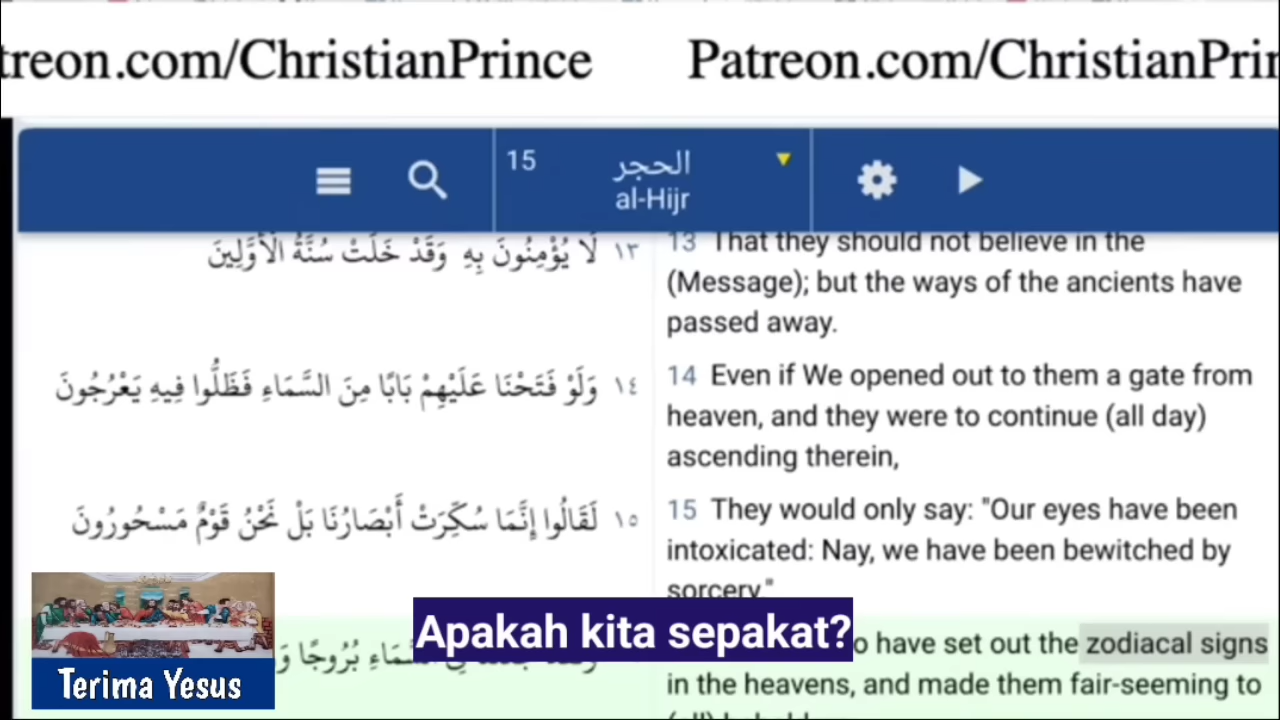 treon.com/ChristianPrince Patreon.com/ChristianPrin
15 الحجر
al-Hijr
١٣ لَا يُؤْمِنُونَ بِهِ وَقَدْ خَلَتْ سُنَّةُ الْأَوَّلِينَ
13 That they should not believe in the
(Message); but the ways of the ancients have
passed away.
١٤ وَلَوْ فَتَحْنَا عَلَيْهِمْ بَابًا مِنَ السَّمَاءِ فَظَلُّوا فِيهِ يَعْرُجُونَ
14 Even if We opened out to them a gate from
heaven, and they were to continue (all day)
ascending therein,
١٥ لَقَالُوا إِنَّمَا سُكِّرَتْ أَبْصَارُنَا بَلْ نَحْنُ قَوْمٌ مَسْحُورُونَ
15 They would only say: "Our eyes have been
intoxicated: Nay, we have been bewitched by
sorcery."
السَّمَاءِ بُرُوجًا
have set out the zodiacal signs
in the heavens, and made them fair-seeming to
Apakah kita sepakat?
Terima Yesus